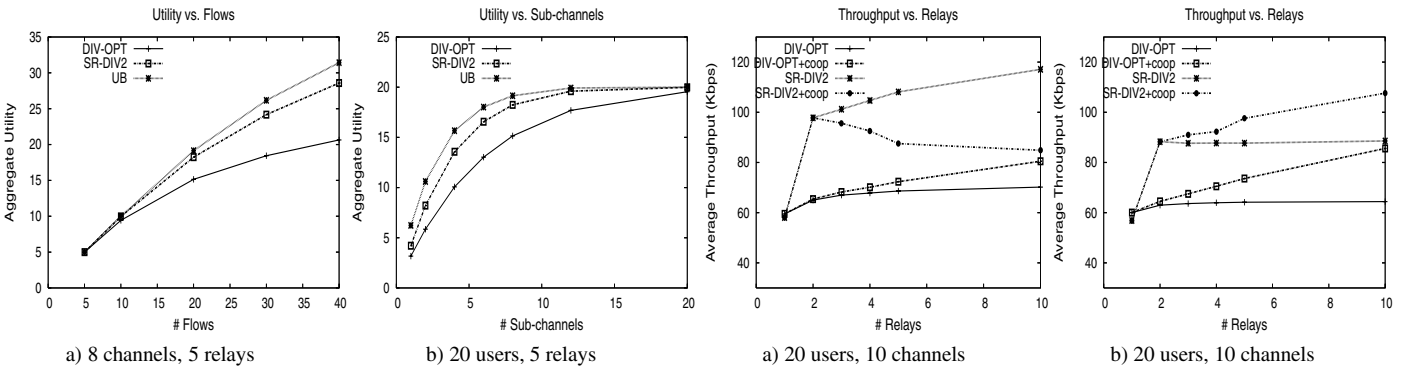 Utility vs. Flows
DIV-OPT
SR-DIV2
UB
Aggregate Utility
35
30
25
20
15
10
5
0
0 5 10 15 20 25 30 35 40
# Flows
a) 8 channels, 5 relays
Utility vs. Sub-channels
DIV-OPT
SR-DIV2
UB
Aggregate Utility
25
20
15
10
5
0
0 5 10 15 20
# Sub-channels
b) 20 users, 5 relays
Throughput vs. Relays
DIV-OPT
DIV-OPT+coop
SR-DIV2
SR-DIV2+coop
Average Throughput (Kbps)
120
100
80
60
40
0 2 4 6 8 10
# Relays
a) 20 users, 10 channels
Throughput vs. Relays
DIV-OPT
DIV-OPT+coop
SR-DIV2
SR-DIV2+coop
Average Throughput (Kbps)
120
100
80
60
40
0 2 4 6 8 10
# Relays
b) 20 users, 10 channels